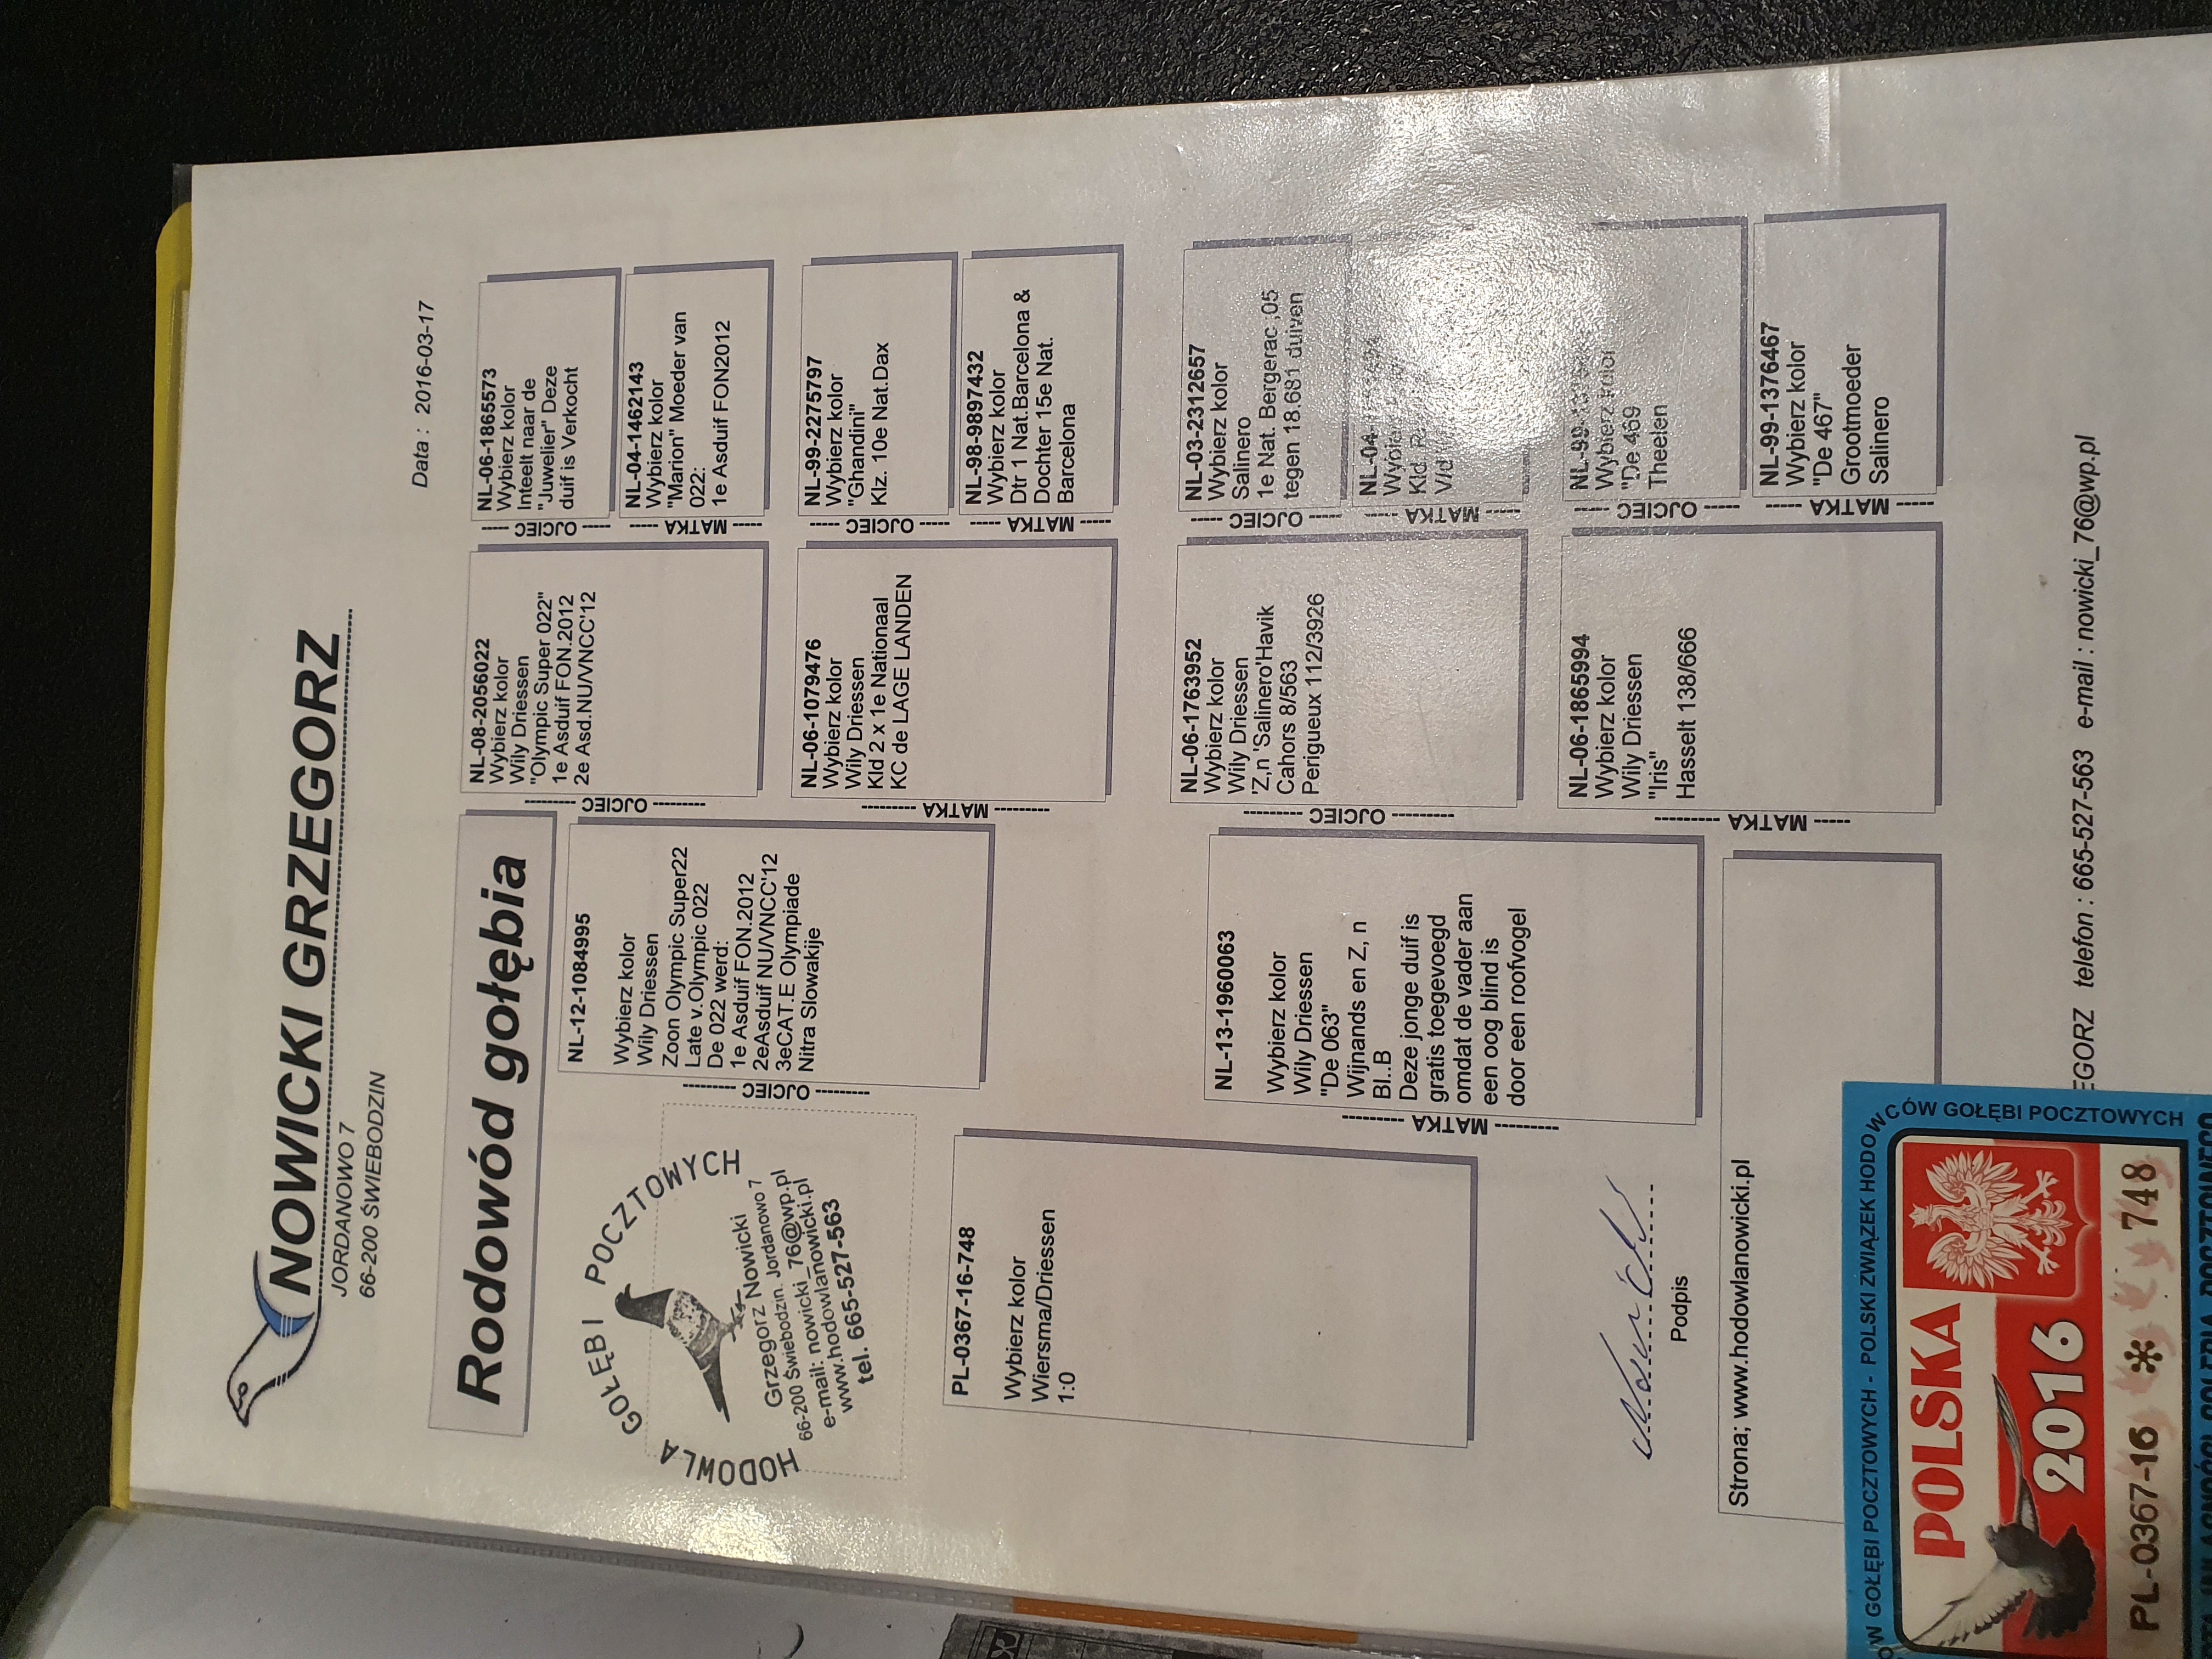 NOWICKI GRZEGORZ
JORDANOWO 7
66-200 ŚWIEBODZIN
Data : 2016-03-17
Rodowód gołębia
HODOWLA GOŁĘBI POCZTOWYCH
Grzegorz Nowicki
66-200 Świebodzin. Jordanowo 7
e-mail: nowicki_76@wp.pl
www.hodowlanowicki.pl
tel. 665-527-563
PL-0367-16-748
Wybierz kolor
Wiersma/Driessen
1:0
Podpis
Strona; www.hodowlanowicki.pl
OJCIEC
NL-12-1084995
Wybierz kolor
Wily Driessen
Zoon Olympic Super22
Late v.Olympic 022
De 022 werd:
1e Asduif FON.2012
2eAsduif NU/VNCC'12
3eCAT.E Olympiade
Nitra Slowakije
MATKA
NL-13-1960063
Wybierz kolor
Wily Driessen
"De 063"
Wijnands en Z, n
Bl..B
Deze jonge duif is
gratis toegevoegd
omdat de vader aan
een oog blind is
door een roofvogel
OJCIEC
NL-08-2056022
Wybierz kolor
Wily Driessen
"Olympic Super 022"
1e Asduif FON.2012
2e Asd.NU/VNCC'12
MATKA
NL-06-1079476
Wybierz kolor
Wily Driessen
Kld 2 x 1e Nationaal
KC de LAGE LANDEN
OJCIEC
NL-06-1763952
Wybierz kolor
Wily Driessen
'Z,n 'Salinero'Havik
Cahors 8/563
Perigueux 112/3926
MATKA
NL-06-1865994
Wybierz kolor
Wily Driessen
"Iris"
Hasselt 138/666
OJCIEC
NL-06-1865573
Wybierz kolor
Inteelt naar de
"Juwelier" Deze
duif is Verkocht
MATKA
NL-04-1462143
Wybierz kolor
"Marion" Moeder van
022:
1e Asduif FON2012
OJCIEC
NL-99-2275797
Wybierz kolor
"Ghandini"
Klz. 10e Nat.Dax
MATKA
NL-98-9897432
Wybierz kolor
Dtr 1 Nat.Barcelona &
Dochter 15e Nat.
Barcelona
OJCIEC
NL-03-2312657
Wybierz kolor
Salinero
1e Nat. Bergerac ,05
tegen 18.681 duiven
MATKA
Kld.
OJCIEC
Wybierz kolor
"De 469
Theelen
MATKA
NL-99-1376467
Wybierz kolor
"De 467"
Grootmoeder
Salinero
EGORZ telefon : 665-527-563 e-mail : nowicki_76@wp.pl
GOŁĘBI POCZTOWYCH - POLSKI ZWIĄZEK HODOWCÓW GOŁĘBI POCZTOWYCH
POLSKA
2016
PL-0367-16 * 748